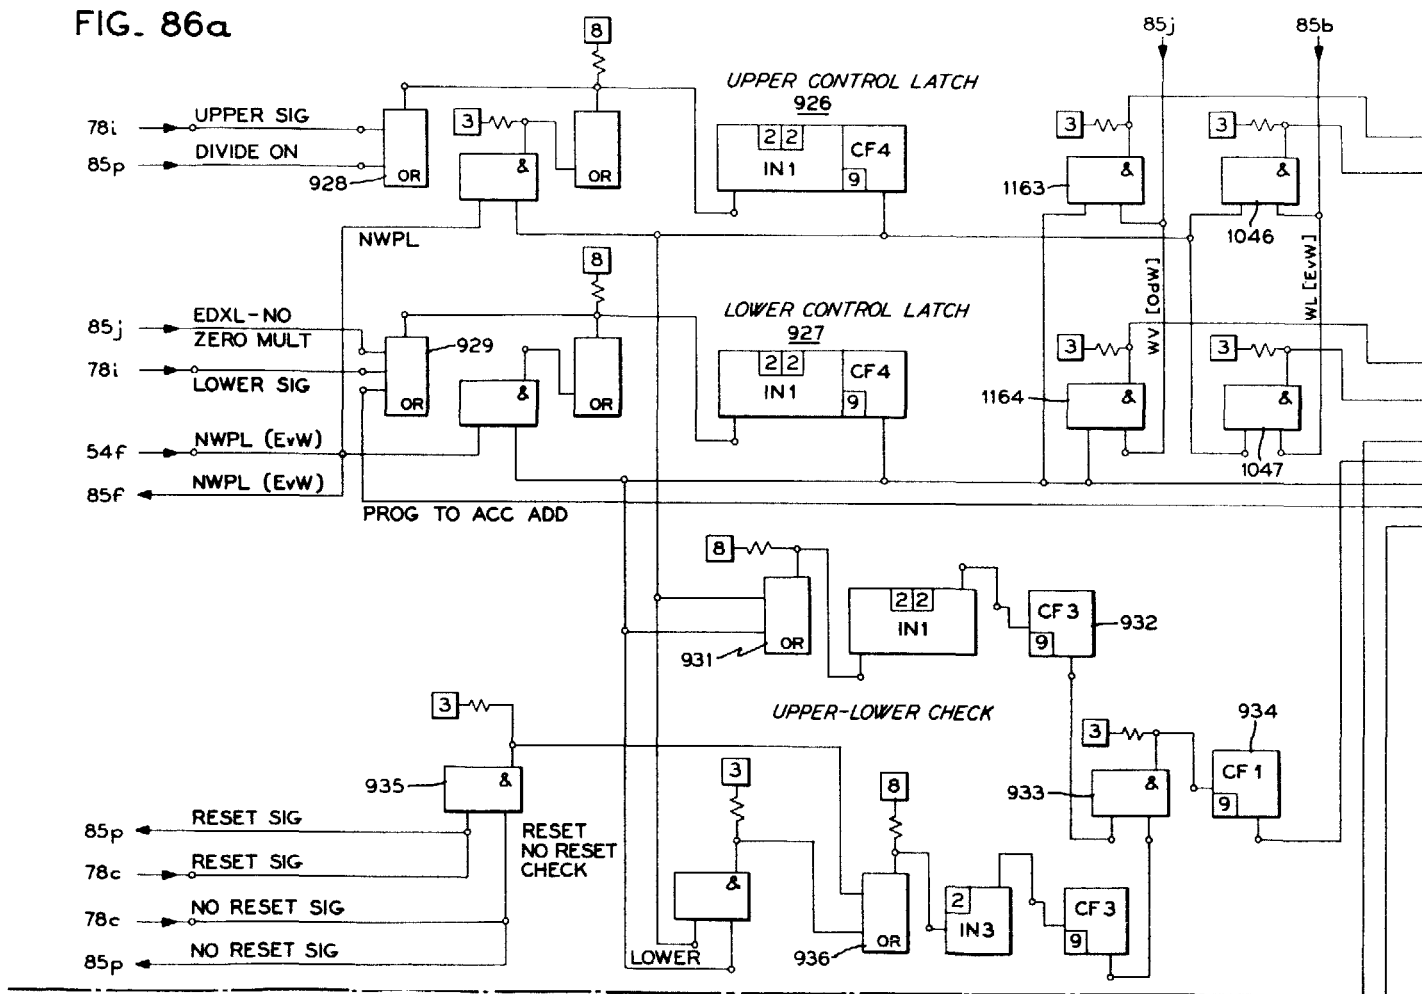 FIG. 86a
85j
85b
8
UPPER CONTROL LATCH
926
78i
UPPER SIG
3
2 2
CF4
3
3
85p
DIVIDE ON
OR
928
&
OR
IN1
9
1163
&
&
1046
NWPL
8
WV [OdW]
WL [EvW]
85j
EDXL-NO
ZERO MULT
929
LOWER CONTROL LATCH
927
78i
LOWER SIG
OR
&
OR
2 2
IN1
CF4
9
3
3
1164
&
&
1047
54f
NWPL (EvW)
85f
NWPL (EvW)
PROG TO ACC ADD
8
OR
931
2 2
IN1
CF3
9
932
UPPER-LOWER CHECK
3
935
&
3
8
3
933
&
934
CF1
9
85p
RESET SIG
RESET
NO RESET
CHECK
78c
RESET SIG
78c
NO RESET SIG
85p
NO RESET SIG
&
LOWER
OR
936
2
IN3
CF3
9